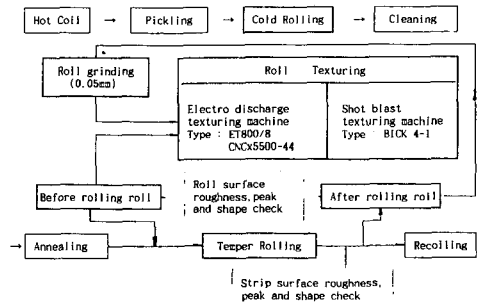 Hot Coil → Pickling → Cold Rolling → Cleaning
Roll grinding
(0.05mm)
Roll Texturing
Electro discharge
texturing machine
Type : ET800/8
CNCx5500-44
Shot blast
texturing machine
Type : BICK 4-1
Before rolling roll
Roll surface
roughness,peak
and shape check
After rolling roll
→ Annealing → Temper Rolling → Recolling
Strip surface roughness,
peak and shape check